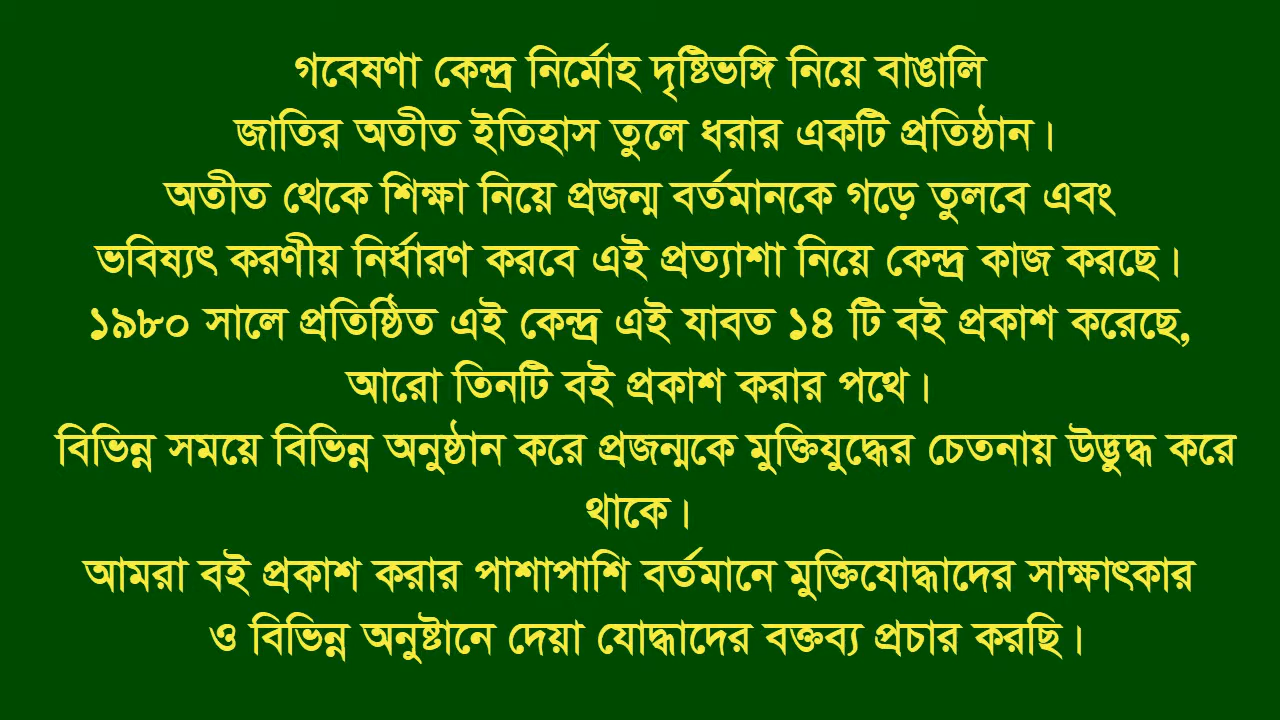 গবেষণা কেন্দ্র নির্মোহ দৃষ্টিভঙ্গি নিয়ে বাঙালি
জাতির অতীত ইতিহাস তুলে ধরার একটি প্রতিষ্ঠান।
অতীত থেকে শিক্ষা নিয়ে প্রজন্ম বর্তমানকে গড়ে তুলবে এবং
ভবিষ্যৎ করণীয় নির্ধারণ করবে এই প্রত্যাশা নিয়ে কেন্দ্র কাজ করছে।
১৯৮০ সালে প্রতিষ্ঠিত এই কেন্দ্র এই যাবত ১৪ টি বই প্রকাশ করেছে,
আরো তিনটি বই প্রকাশ করার পথে।
বিভিন্ন সময়ে বিভিন্ন অনুষ্ঠান করে প্রজন্মকে মুক্তিযুদ্ধের চেতনায় উদ্ভুদ্ধ করে
থাকে।
আমরা বই প্রকাশ করার পাশাপাশি বর্তমানে মুক্তিযোদ্ধাদের সাক্ষাৎকার
ও বিভিন্ন অনুষ্টানে দেয়া যোদ্ধাদের বক্তব্য প্রচার করছি।